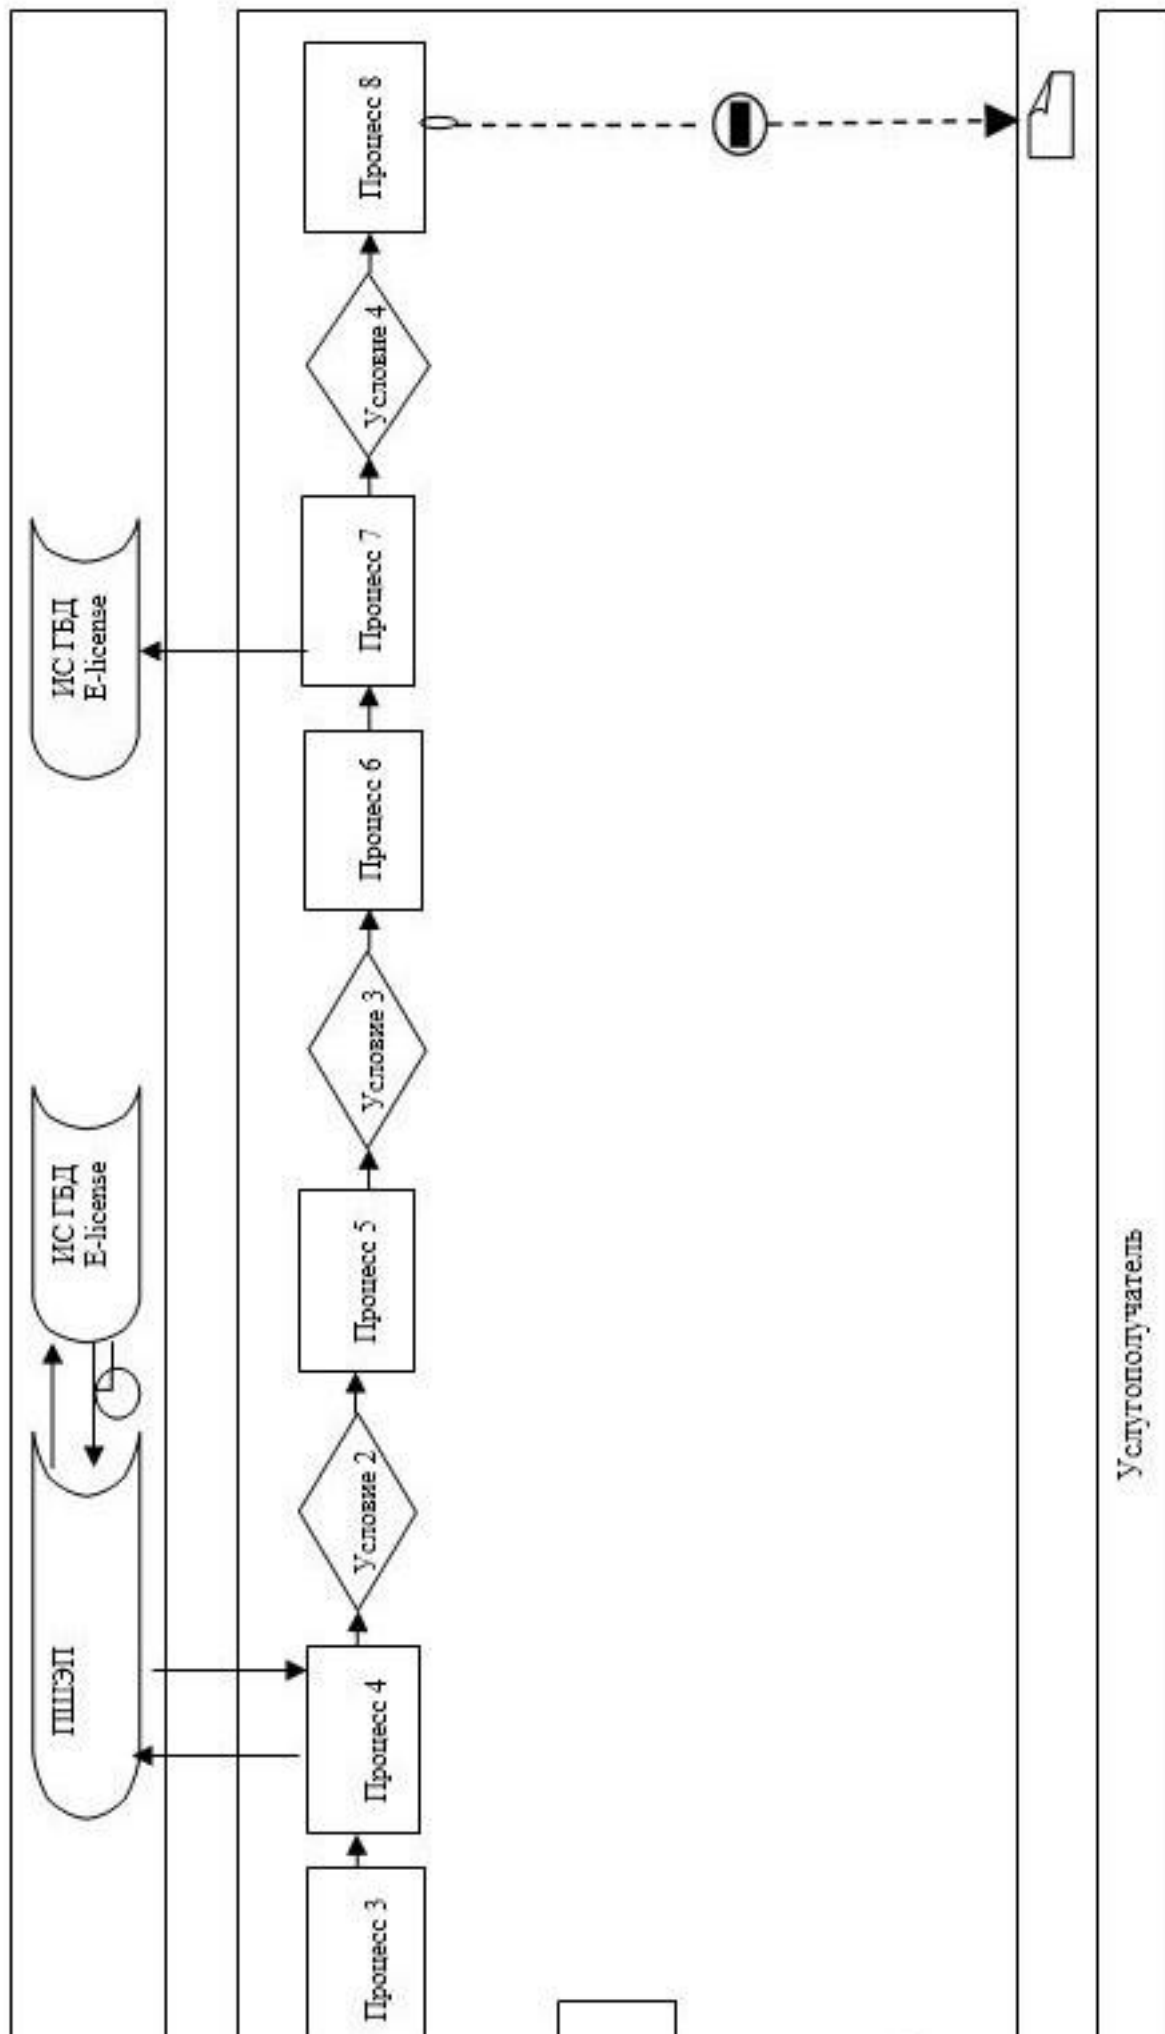 ПШЭП
ИС ГБД
E-license
ИС ГБД
E-license
Процесс 3
Процесс 4
Условие 2
Процесс 5
Условие 3
Процесс 6
Процесс 7
Условие 4
Процесс 8
Услугополучатель